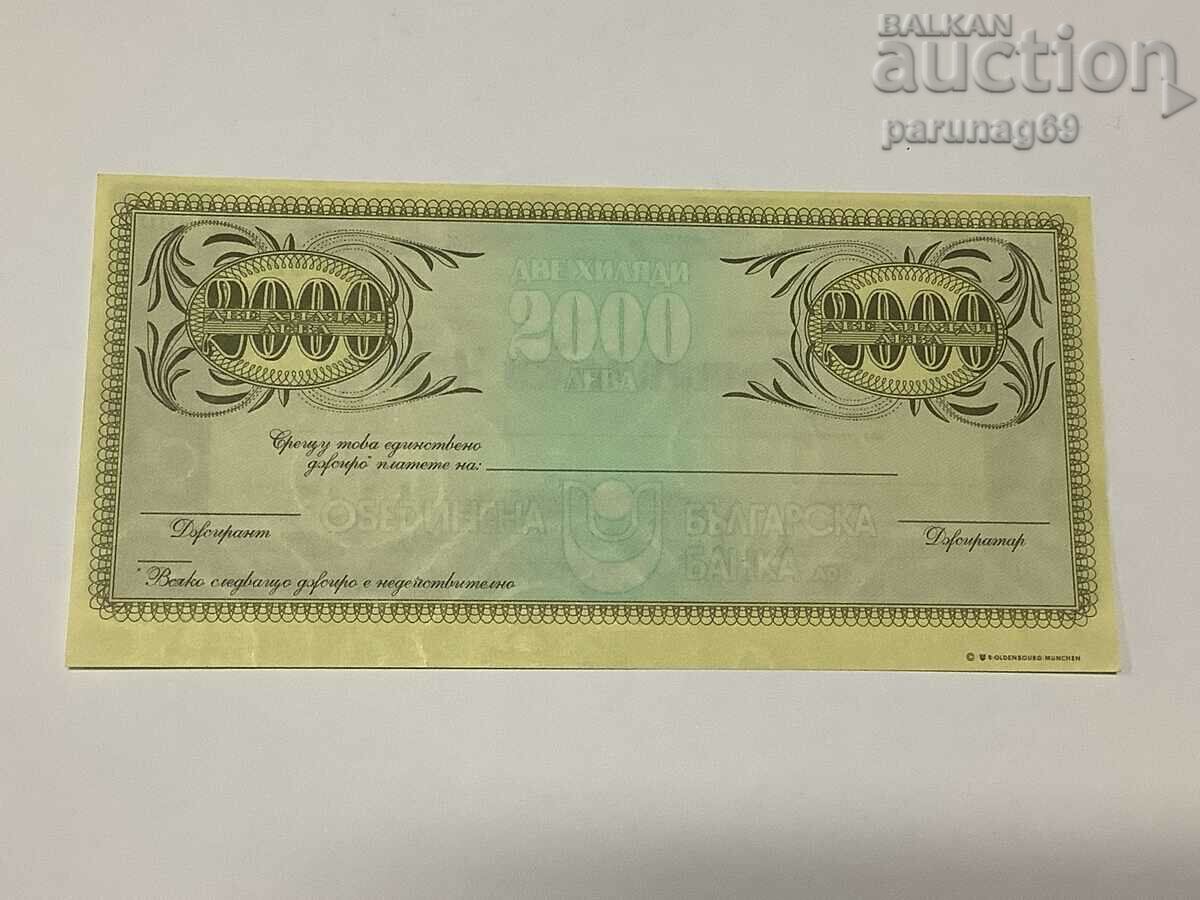 BALKAN
auction
parunag69
ДВЕ ХИЛЯДИ
2000
ЛЕВА
2000
ДВЕ ХИЛЯДИ
ЛЕВА
2000
ДВЕ ХИЛЯДИ
ЛЕВА
Срещу това единствено
джиро* платете на:
ОБЕДИНЕНА БЪЛГАРСКА
БАНКА АД
Джирант
Джиратар
* Всяко следващо джиро е недействително
© R·OLDENBOURG MÜNCHEN